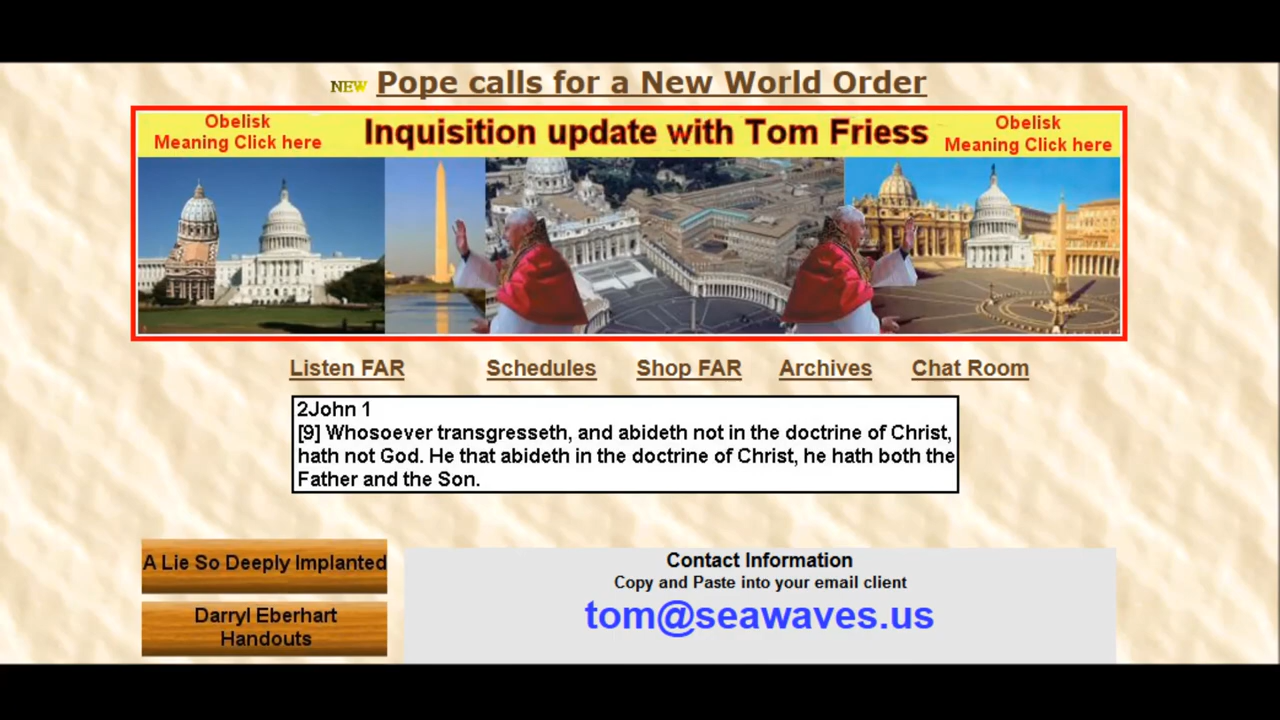 NEW Pope calls for a New World Order
Obelisk
Meaning Click here
Inquisition update with Tom Friess
Obelisk
Meaning Click here
Listen FAR Schedules Shop FAR Archives Chat Room
2John 1
[9] Whosoever transgresseth, and abideth not in the doctrine of Christ,
hath not God. He that abideth in the doctrine of Christ, he hath both the
Father and the Son.
A Lie So Deeply Implanted
Darryl Eberhart
Handouts
Contact Information
Copy and Paste into your email client
tom@seawaves.us